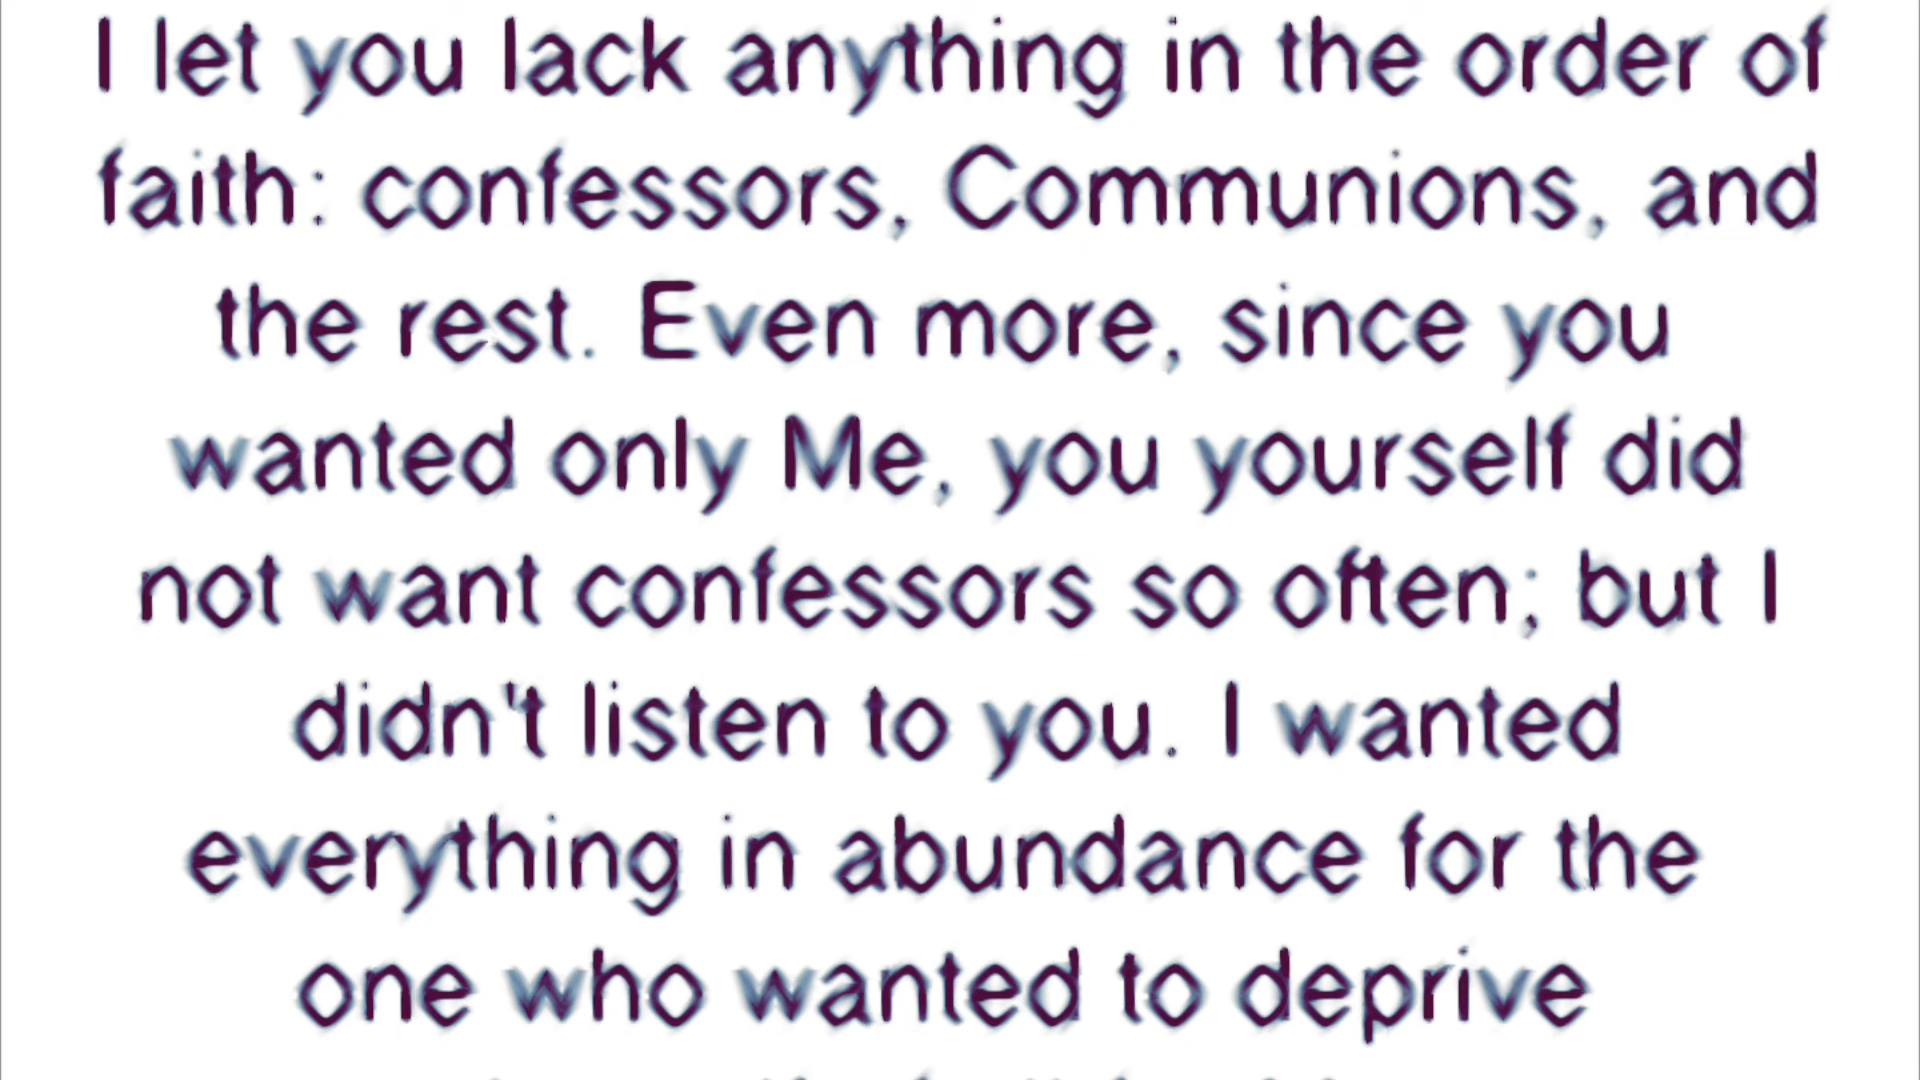 I let you lack anything in the order of
faith: confessors, Communions, and
the rest. Even more, since you
wanted only Me, you yourself did
not want confessors so often; but I
didn't listen to you. I wanted
everything in abundance for the
one who wanted to deprive